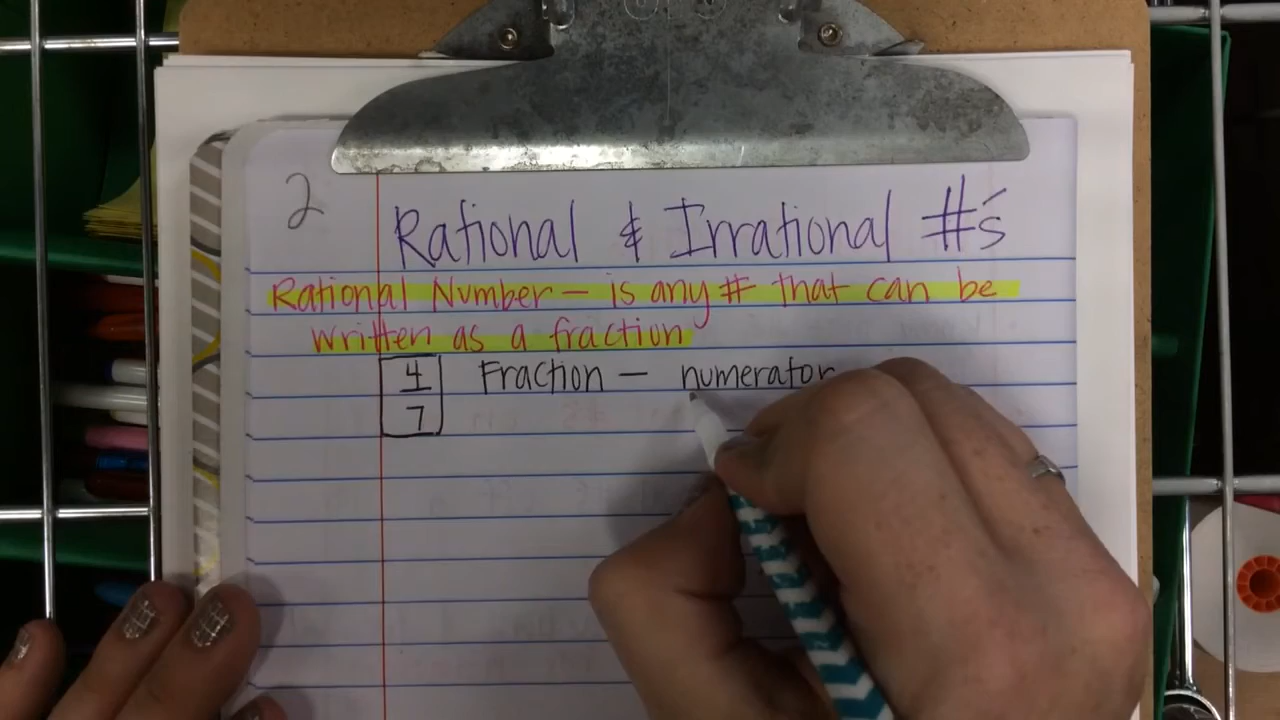 2
Rational & Irrational #'s
Rational Number — is any # that can be
written as a fraction
4 Fraction — numerator
7